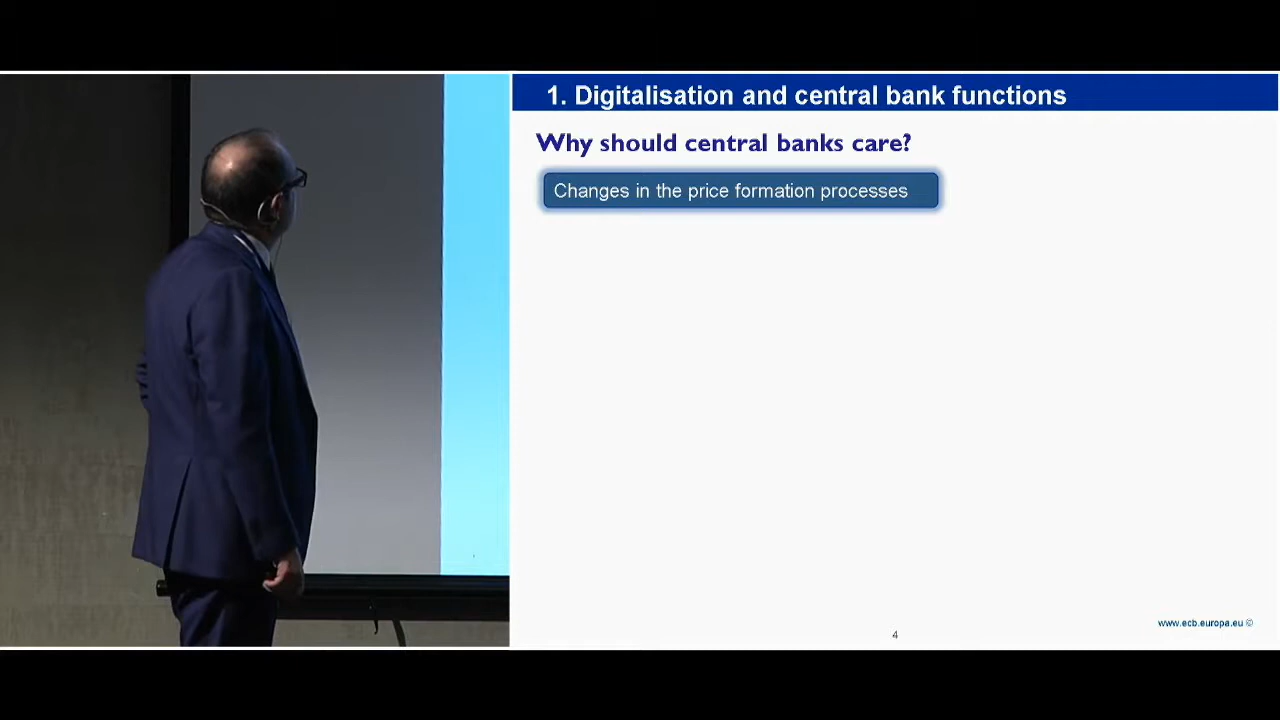 1. Digitalisation and central bank functions
Why should central banks care?
Changes in the price formation processes
www.ecb.europa.eu ©
4